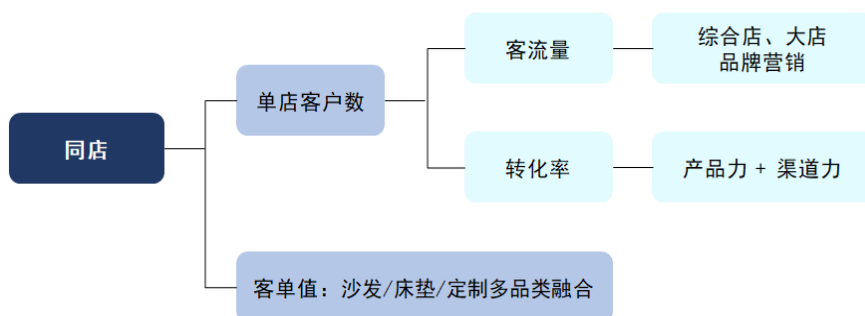 同店
单店客户数
客流量
综合店、大店
品牌营销
转化率
产品力 + 渠道力
客单值：沙发/床垫/定制多品类融合